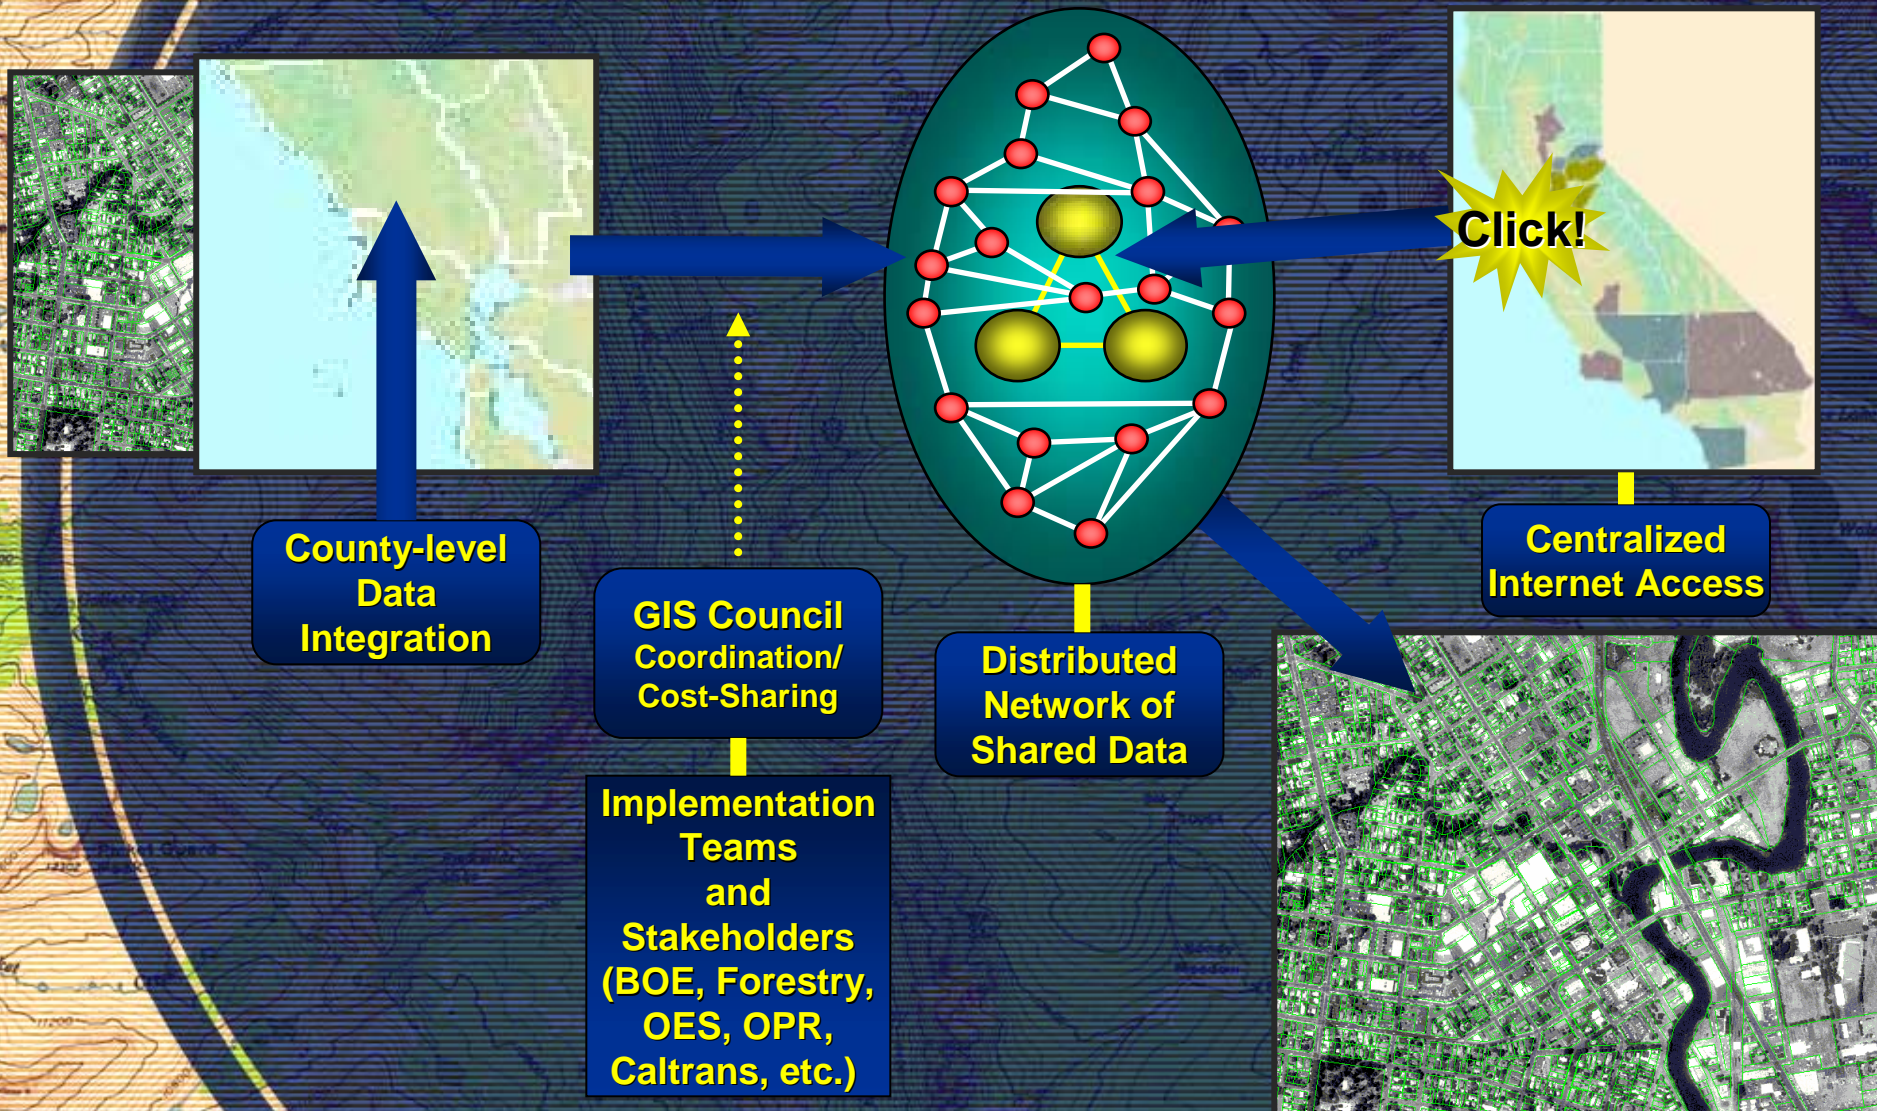 Click!
County-level
Data
Integration
GIS Council
Coordination/
Cost-Sharing
Implementation
Teams
and
Stakeholders
(BOE, Forestry,
OES, OPR,
Caltrans, etc.)
Distributed
Network of
Shared Data
Centralized
Internet Access